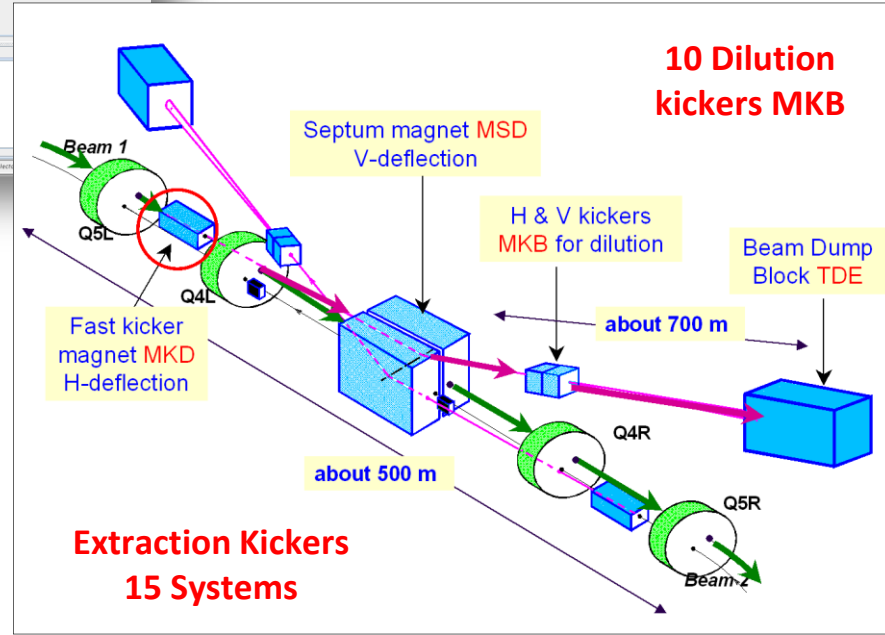 10 Dilution
kickers MKB
Septum magnet MSD
V-deflection
Beam 1
H & V kickers
MKB for dilution
Beam Dump
Block TDE
Q5L
Q4L
about 700 m
Fast kicker
magnet MKD
H-deflection
Q4R
about 500 m
Q5R
Extraction Kickers
15 Systems
Beam 2